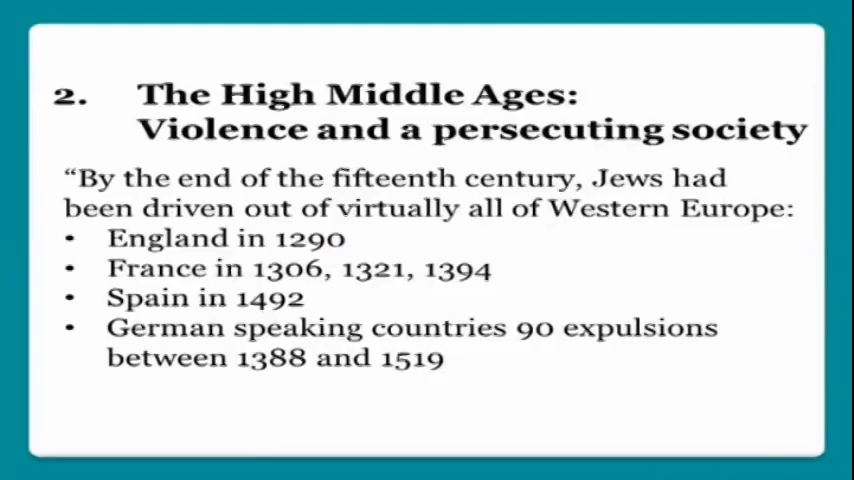 2. The High Middle Ages:
Violence and a persecuting society
“By the end of the fifteenth century, Jews had
been driven out of virtually all of Western Europe:
• England in 1290
• France in 1306, 1321, 1394
• Spain in 1492
• German speaking countries 90 expulsions
between 1388 and 1519